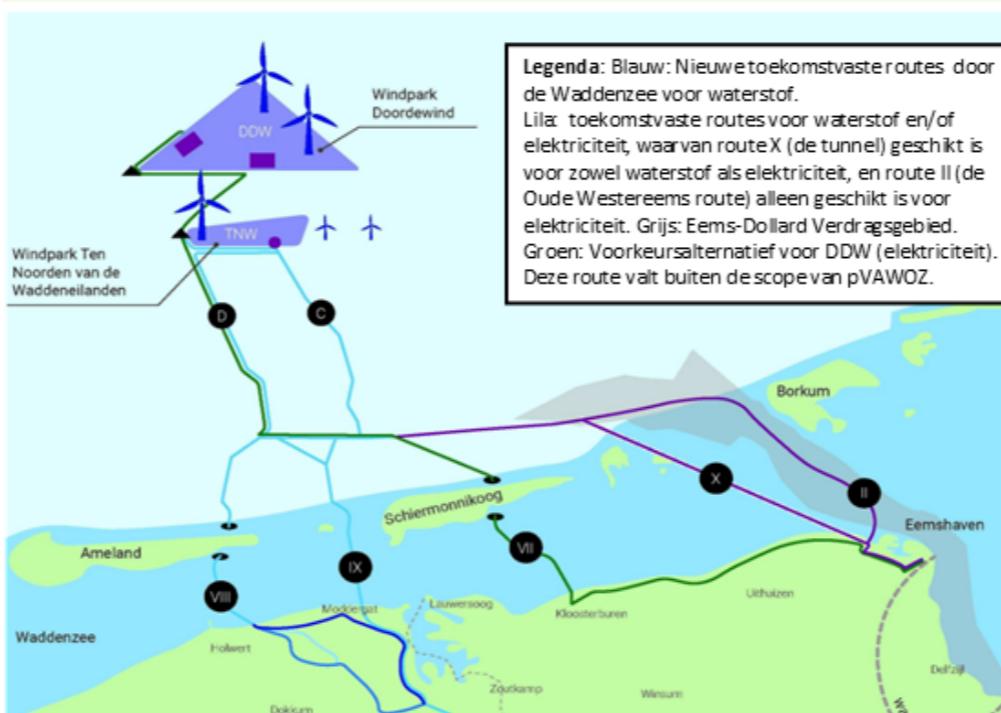 Legenda: Blauw: Nieuwe toekomstvaste routes door
de Waddenzee voor waterstof.
Lila: toekomstvaste routes voor waterstof en/of
elektriciteit, waarvan route X (de tunnel) geschikt is
voor zowel waterstof als elektriciteit, en route II (de
Oude Westereems route) alleen geschikt is voor
elektriciteit. Grijs: Eems-Dollard Verdragsgebied.
Groen: Voorkeursalternatief voor DDW (elektriciteit).
Deze route valt buiten de scope van pVAWOZ.
Windpark
Doordewind
DDW
TNW
Windpark Ten
Noorden van de
Waddeneilanden
D
C
Borkum
X
II
Schiermonnikoog
Eemshaven
Ameland
VII
IX
VIII
Uithuizen
Lauwersoog
Moddergat
Kloosterburen
Waddenzee
Holwert
Delfzijl
Zoutkamp
Winsum
Dokkum